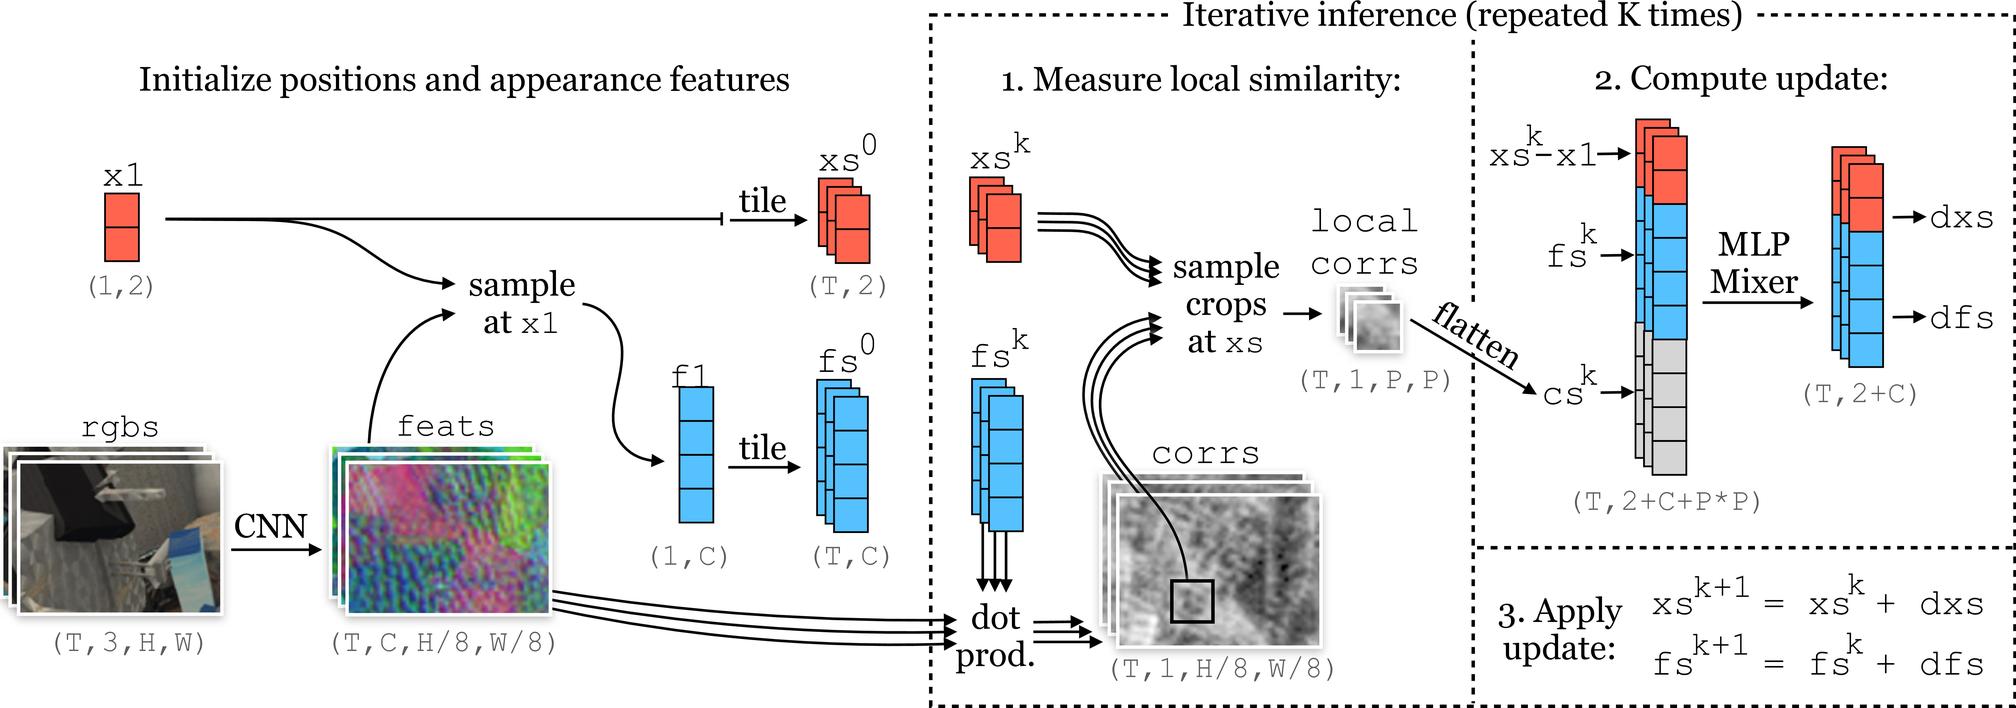 Iterative inference (repeated K times)
Initialize positions and appearance features
x1
(1,2)
tile
xs^0
(T,2)
sample
at x1
f1
(1,C)
tile
fs^0
(T,C)
rgbs
(T,3,H,W)
CNN
feats
(T,C,H/8,W/8)
1. Measure local similarity:
xs^k
fs^k
dot
prod.
sample
crops
at xs
local
corrs
(T,1,P,P)
corrs
(T,1,H/8,W/8)
flatten
2. Compute update:
xs^k-x1
fs^k
cs^k
(T,2+C+P*P)
MLP
Mixer
dxs
dfs
(T,2+C)
3. Apply
update:
xs^k+1 = xs^k + dxs
fs^k+1 = fs^k + dfs